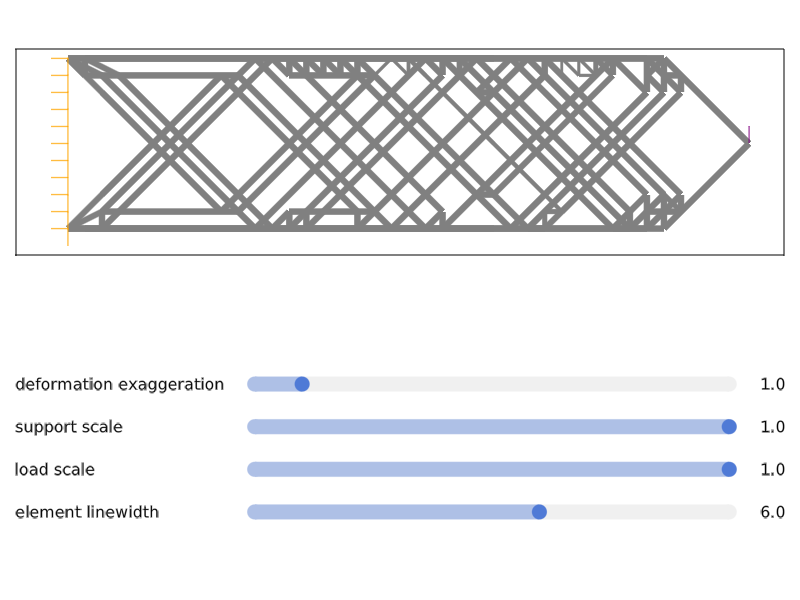 deformation exaggeration 1.0
support scale 1.0
load scale 1.0
element linewidth 6.0